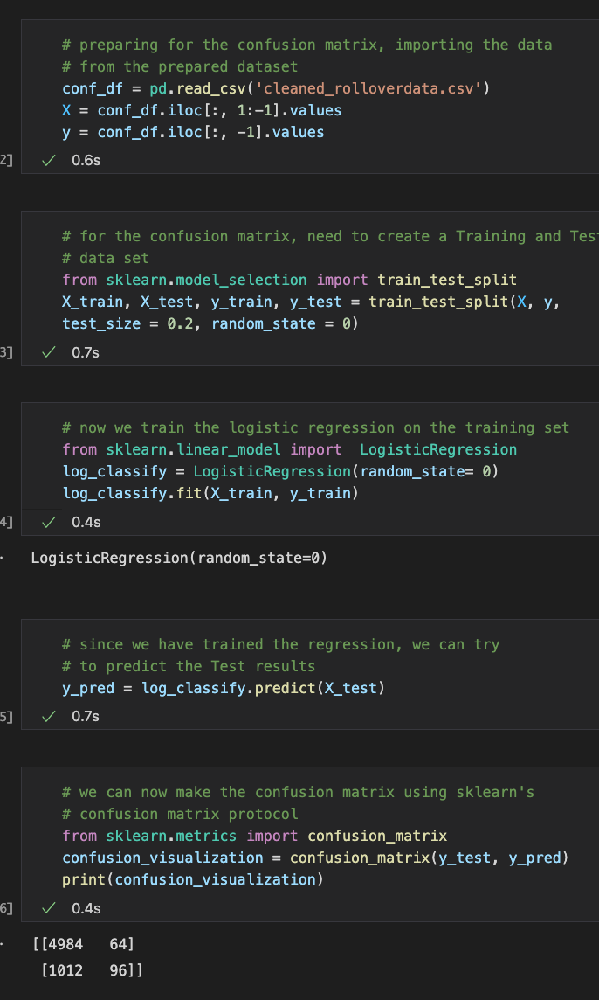 # preparing for the confusion matrix, importing the data
# from the prepared dataset
conf_df = pd.read_csv('cleaned_rolloverdata.csv')
X = conf_df.iloc[:, 1:-1].values
y = conf_df.iloc[:, -1].values
2] ✓ 0.6s
# for the confusion matrix, need to create a Training and Test
# data set
from sklearn.model_selection import train_test_split
X_train, X_test, y_train, y_test = train_test_split(X, y,
test_size = 0.2, random_state = 0)
3] ✓ 0.7s
# now we train the logistic regression on the training set
from sklearn.linear_model import  LogisticRegression
log_classify = LogisticRegression(random_state= 0)
log_classify.fit(X_train, y_train)
4] ✓ 0.4s
LogisticRegression(random_state=0)
# since we have trained the regression, we can try
# to predict the Test results
y_pred = log_classify.predict(X_test)
5] ✓ 0.7s
# we can now make the confusion matrix using sklearn's
# confusion matrix protocol
from sklearn.metrics import confusion_matrix
confusion_visualization = confusion_matrix(y_test, y_pred)
print(confusion_visualization)
6] ✓ 0.4s
[[4984   64]
 [1012   96]]